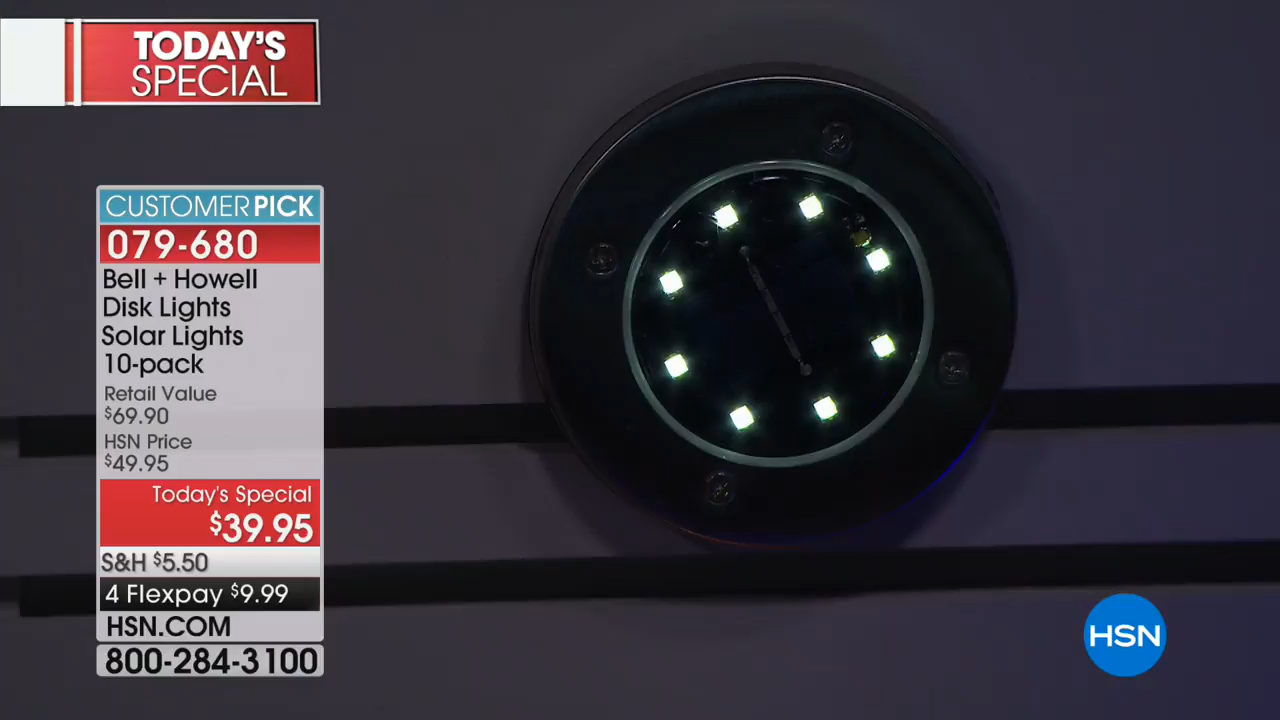 TODAY'S
SPECIAL
CUSTOMERPICK
079-680
Bell + Howell
Disk Lights
Solar Lights
10-pack
Retail Value
$69.90
HSN Price
$49.95
Today's Special
$39.95
S&H $5.50
4 Flexpay $9.99
HSN.COM
800-284-3100
HSN